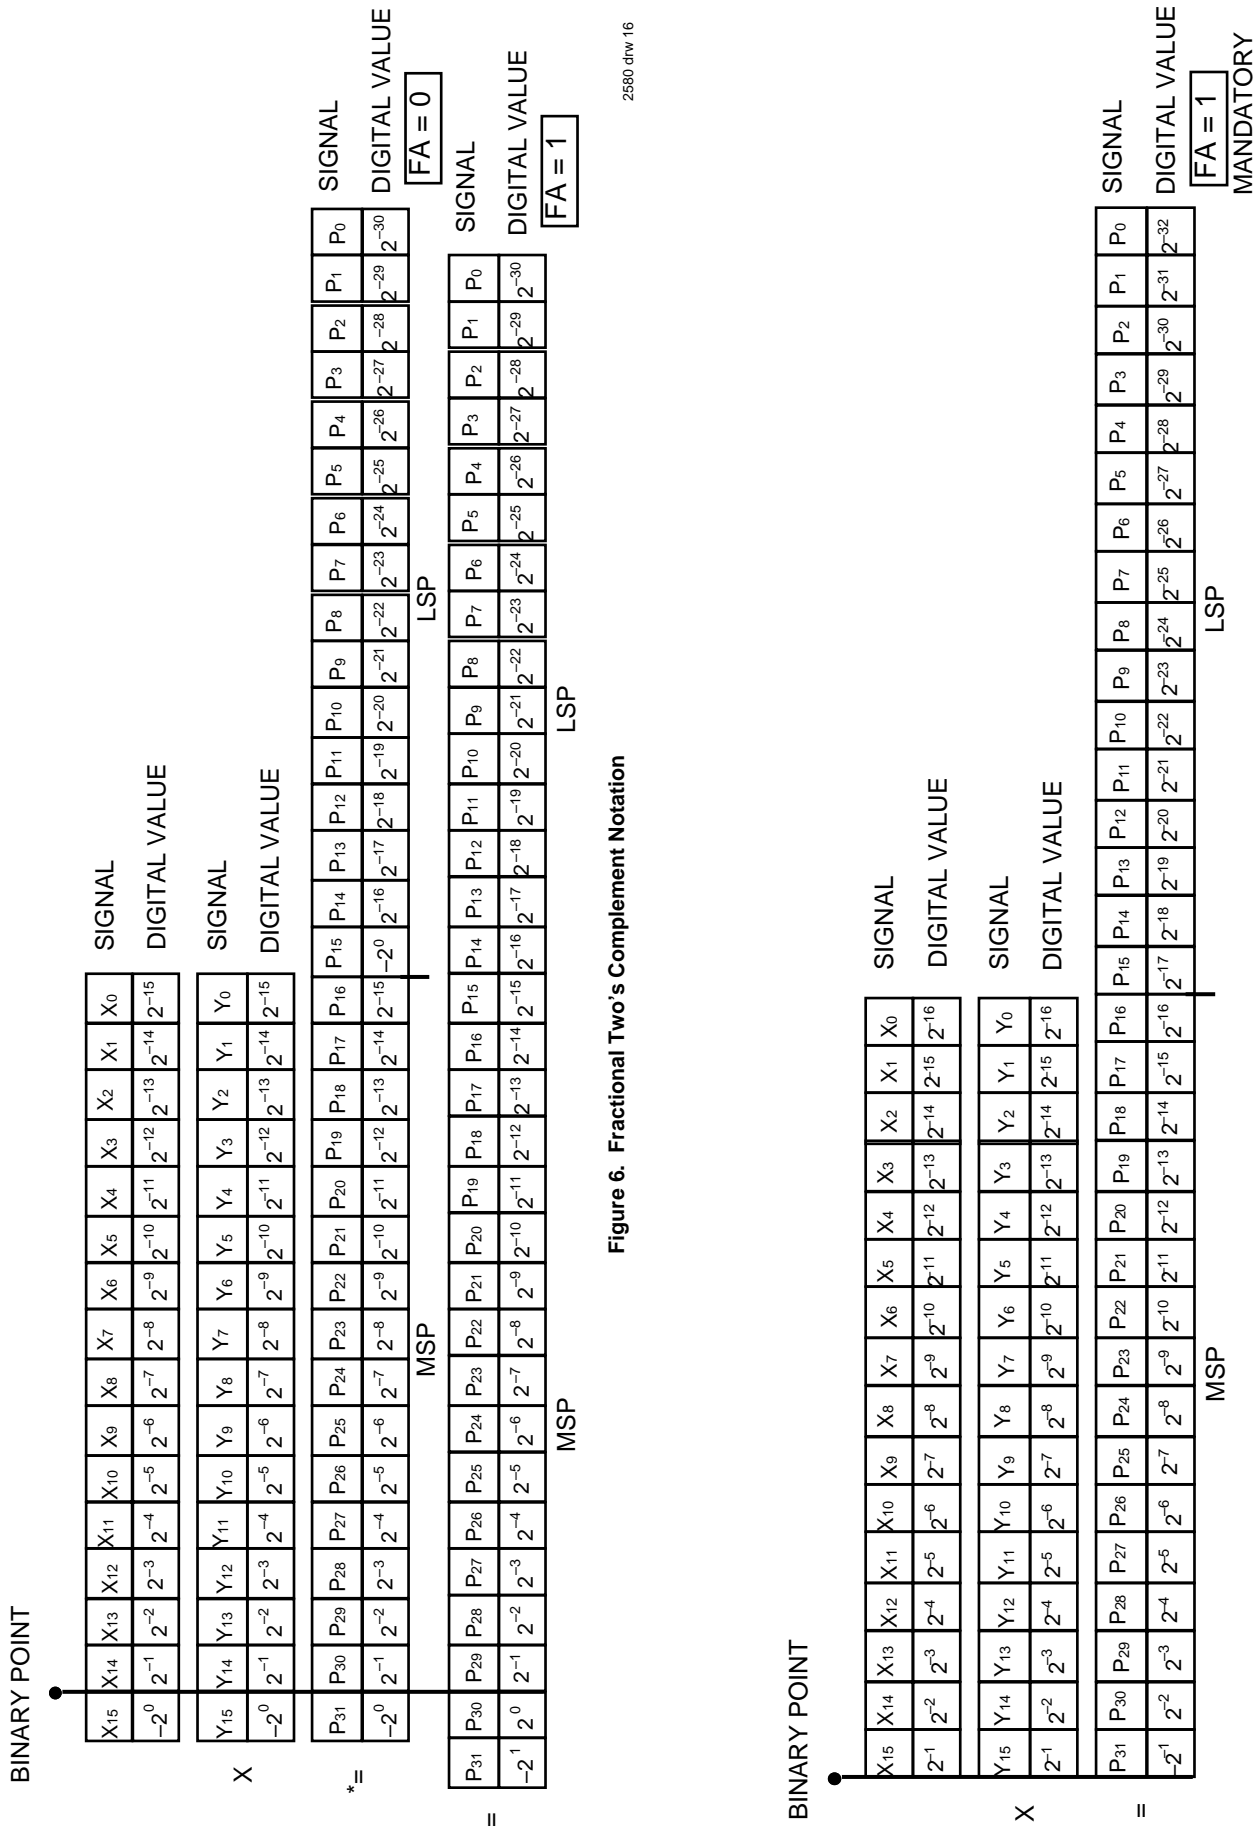 BINARY POINT
X15 X14 X13 X12 X11 X10 X9 X8 X7 X6 X5 X4 X3 X2 X1 X0 SIGNAL
–2^0 2^–1 2^–2 2^–3 2^–4 2^–5 2^–6 2^–7 2^–8 2^–9 2^–10 2^–11 2^–12 2^–13 2^–14 2^–15 DIGITAL VALUE
X
Y15 Y14 Y13 Y12 Y11 Y10 Y9 Y8 Y7 Y6 Y5 Y4 Y3 Y2 Y1 Y0 SIGNAL
–2^0 2^–1 2^–2 2^–3 2^–4 2^–5 2^–6 2^–7 2^–8 2^–9 2^–10 2^–11 2^–12 2^–13 2^–14 2^–15 DIGITAL VALUE
*=
P31 P30 P29 P28 P27 P26 P25 P24 P23 P22 P21 P20 P19 P18 P17 P16 P15 P14 P13 P12 P11 P10 P9 P8 P7 P6 P5 P4 P3 P2 P1 P0 SIGNAL
–2^0 2^–1 2^–2 2^–3 2^–4 2^–5 2^–6 2^–7 2^–8 2^–9 2^–10 2^–11 2^–12 2^–13 2^–14 2^–15 –2^0 2^–16 2^–17 2^–18 2^–19 2^–20 2^–21 2^–22 2^–23 2^–24 2^–25 2^–26 2^–27 2^–28 2^–29 2^–30 DIGITAL VALUE
MSP LSP FA = 0
=
P31 P30 P29 P28 P27 P26 P25 P24 P23 P22 P21 P20 P19 P18 P17 P16 P15 P14 P13 P12 P11 P10 P9 P8 P7 P6 P5 P4 P3 P2 P1 P0 SIGNAL
–2^1 2^0 2^–1 2^–2 2^–3 2^–4 2^–5 2^–6 2^–7 2^–8 2^–9 2^–10 2^–11 2^–12 2^–13 2^–14 2^–15 2^–16 2^–17 2^–18 2^–19 2^–20 2^–21 2^–22 2^–23 2^–24 2^–25 2^–26 2^–27 2^–28 2^–29 2^–30 DIGITAL VALUE
MSP LSP FA = 1
Figure 6. Fractional Two's Complement Notation
2580 drw 16
BINARY POINT
X15 X14 X13 X12 X11 X10 X9 X8 X7 X6 X5 X4 X3 X2 X1 X0 SIGNAL
2^–1 2^–2 2^–3 2^–4 2^–5 2^–6 2^–7 2^–8 2^–9 2^–10 2^–11 2^–12 2^–13 2^–14 2^–15 2^–16 DIGITAL VALUE
X
Y15 Y14 Y13 Y12 Y11 Y10 Y9 Y8 Y7 Y6 Y5 Y4 Y3 Y2 Y1 Y0 SIGNAL
2^–1 2^–2 2^–3 2^–4 2^–5 2^–6 2^–7 2^–8 2^–9 2^–10 2^–11 2^–12 2^–13 2^–14 2^–15 2^–16 DIGITAL VALUE
=
P31 P30 P29 P28 P27 P26 P25 P24 P23 P22 P21 P20 P19 P18 P17 P16 P15 P14 P13 P12 P11 P10 P9 P8 P7 P6 P5 P4 P3 P2 P1 P0 SIGNAL
–2^–1 2^–2 2^–3 2^–4 2^–5 2^–6 2^–7 2^–8 2^–9 2^–10 2^–11 2^–12 2^–13 2^–14 2^–15 2^–16 2^–17 2^–18 2^–19 2^–20 2^–21 2^–22 2^–23 2^–24 2^–25 2^–26 2^–27 2^–28 2^–29 2^–30 2^–31 2^–32 DIGITAL VALUE
MSP LSP FA = 1
MANDATORY